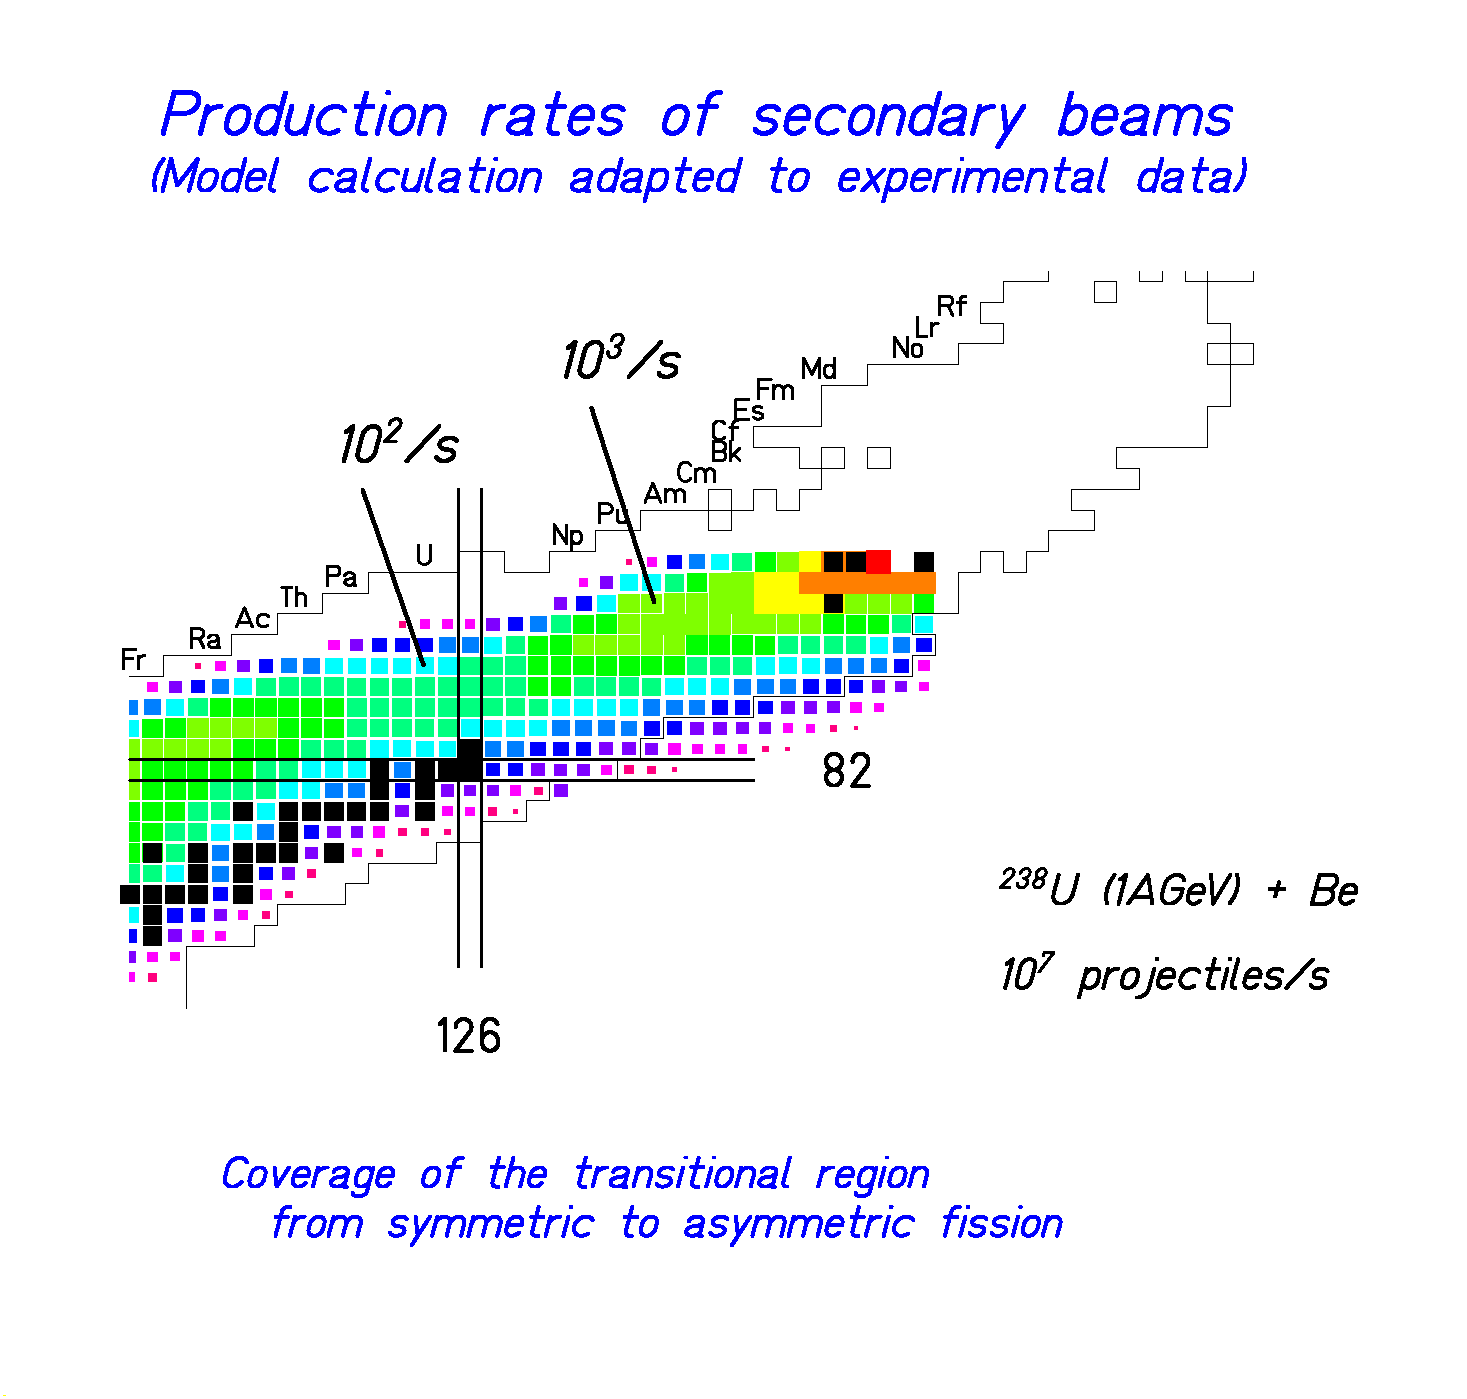 Production rates of secondary beams
(Model calculation adapted to experimental data)
Rf
Lr
No
10³/s
Md
Fm
Es
Cf
Bk
10²/s
Cm
Am
Pu
Np
U
Pa
Th
Ac
Ra
Fr
82
²³⁸U (1AGeV) + Be
10⁷ projectiles/s
126
Coverage of the transitional region
from symmetric to asymmetric fission